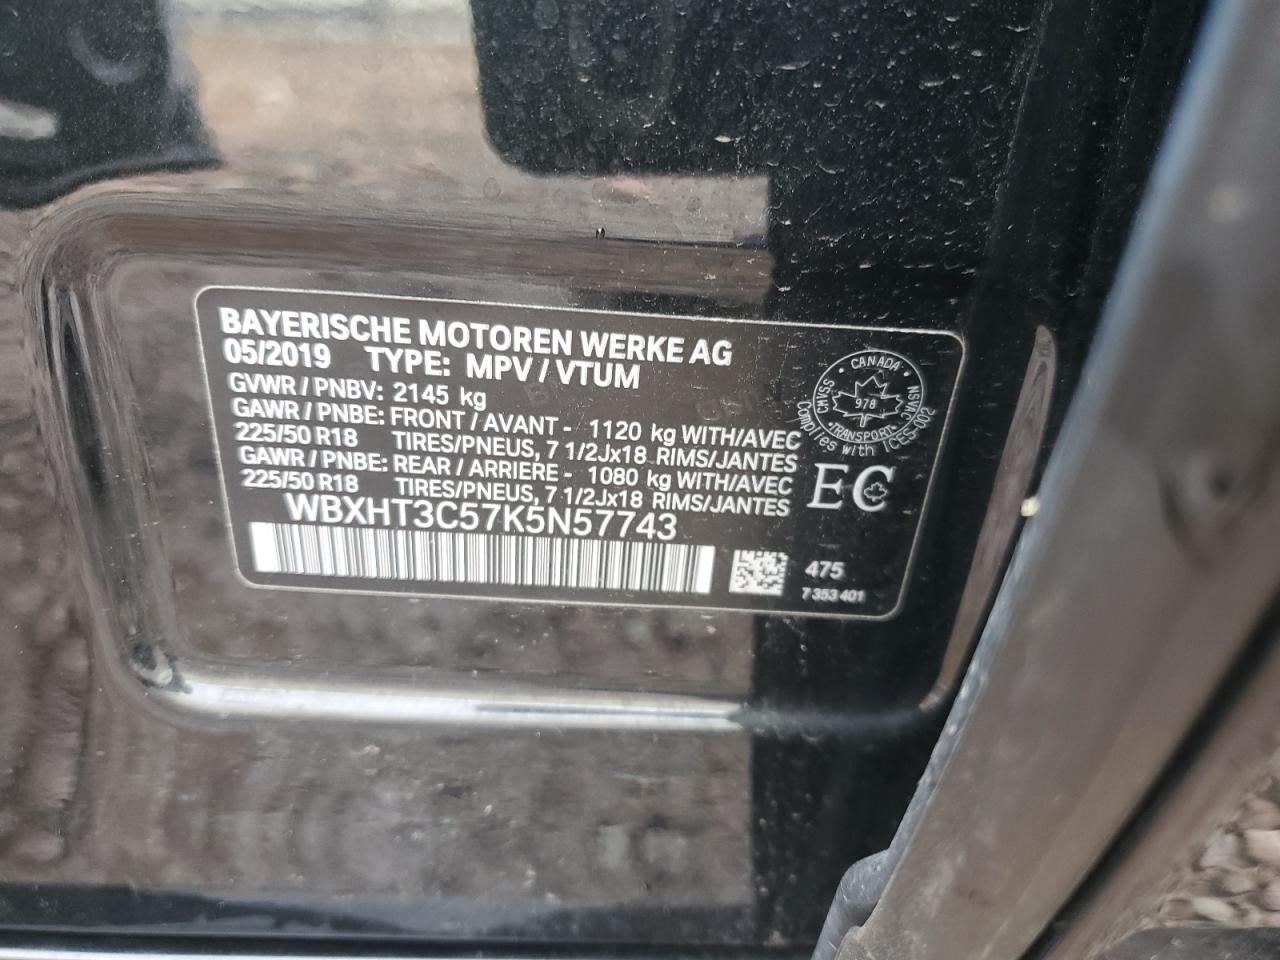 BAYERISCHE MOTOREN WERKE AG
05/2019 TYPE: MPV / VTUM
GVWR / PNBV: 2145 kg
GAWR / PNBE: FRONT / AVANT - 1120 kg WITH/AVEC
225/50 R18 TIRES/PNEUS, 7 1/2Jx18 RIMS/JANTES
GAWR / PNBE: REAR / ARRIERE - 1080 kg WITH/AVEC
225/50 R18 TIRES/PNEUS, 7 1/2Jx18 RIMS/JANTES
WBXHT3C57K5N57743
CANADA
CMVSS
NSVAC
978
TRANSPORT
Complies with ICES-002
EC
475
7 353 401